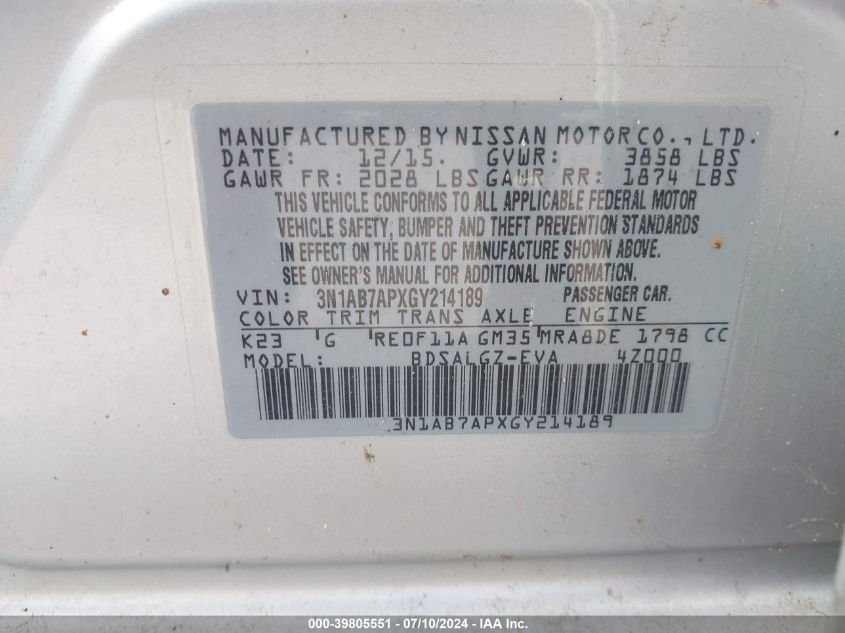 MANUFACTURED BY NISSAN MOTOR CO., LTD.
DATE: 12/15. GVWR: 3858 LBS
GAWR FR: 2028 LBS GAWR RR: 1874 LBS
THIS VEHICLE CONFORMS TO ALL APPLICABLE FEDERAL MOTOR
VEHICLE SAFETY, BUMPER AND THEFT PREVENTION STANDARDS
IN EFFECT ON THE DATE OF MANUFACTURE SHOWN ABOVE.
SEE OWNER'S MANUAL FOR ADDITIONAL INFORMATION.
VIN: 3N1AB7APXGY214189 PASSENGER CAR.
COLOR TRIM TRANS AXLE ENGINE
K23 G RE0F11A GM35 MRA8DE 1798 CC
MODEL: BDSALGZ-EVA 4Z000
3N1AB7APXGY214189
000-39805551 - 07/10/2024 - © IAA, Inc.